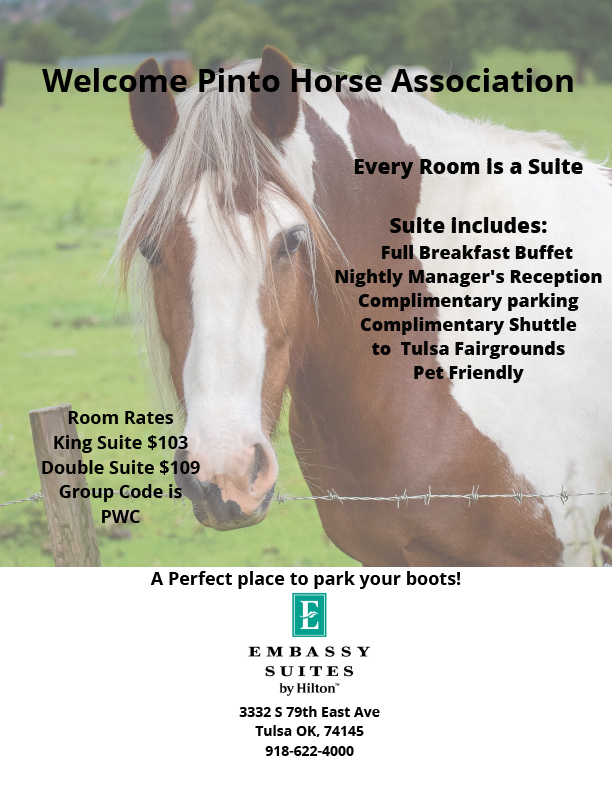 Welcome Pinto Horse Association
Every Room is a Suite
Suite includes:
Full Breakfast Buffet
Nightly Manager's Reception
Complimentary parking
Complimentary Shuttle
to Tulsa Fairgrounds
Pet Friendly
Room Rates
King Suite $103
Double Suite $109
Group Code is
PWC
A Perfect place to park your boots!
E
EMBASSY
SUITES
by Hilton™
3332 S 79th East Ave
Tulsa OK, 74145
918-622-4000